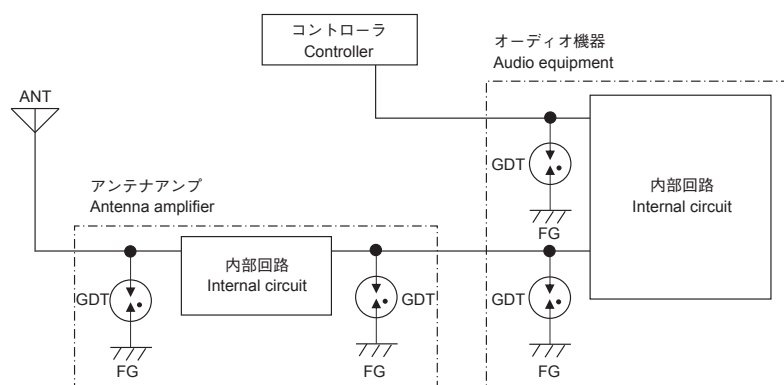 コントローラ
Controller
オーディオ機器
Audio equipment
ANT
GDT
内部回路
Internal circuit
アンテナアンプ
Antenna amplifier
FG
内部回路
Internal circuit
GDT
GDT
GDT
FG
FG
FG